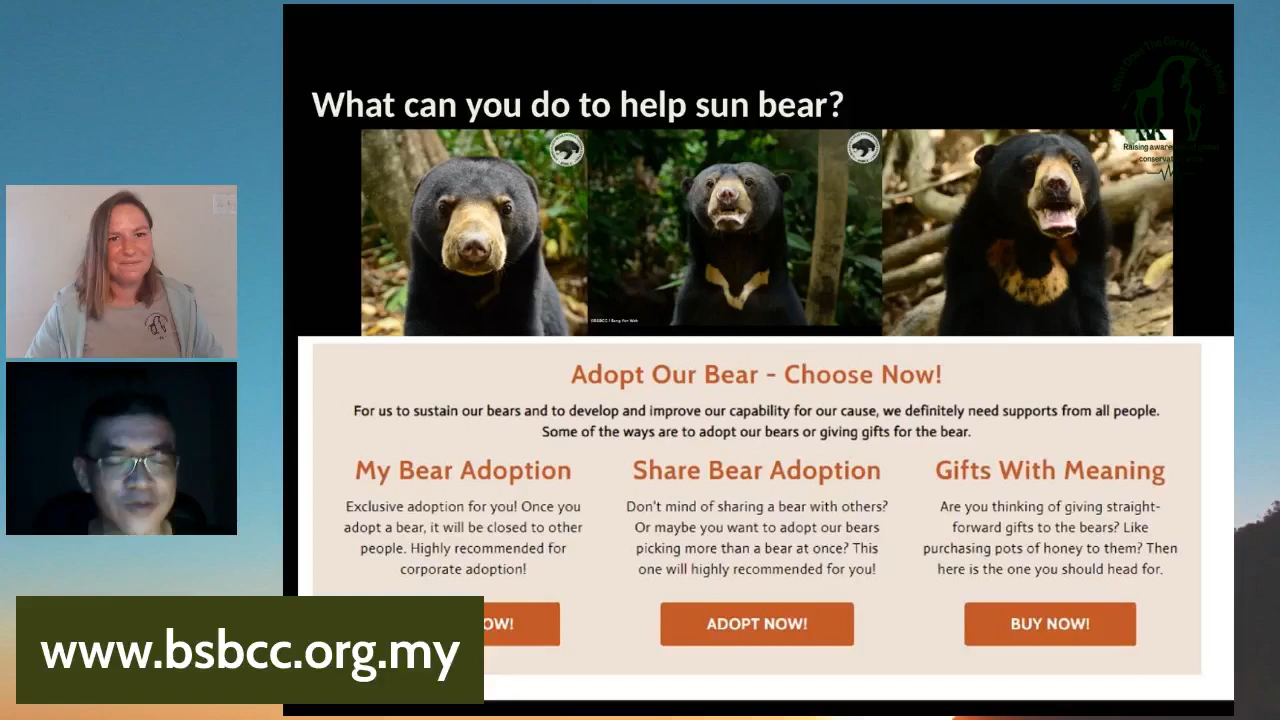 What can you do to help sun bear?
Adopt Our Bear - Choose Now!
For us to sustain our bears and to develop and improve our capability for our cause, we definitely need supports from all people.
Some of the ways are to adopt our bears or giving gifts for the bear.
My Bear Adoption
Exclusive adoption for you! Once you
adopt a bear, it will be closed to other
people. Highly recommended for
corporate adoption!
OW!
Share Bear Adoption
Don't mind of sharing a bear with others?
Or maybe you want to adopt our bears
picking more than a bear at once? This
one will highly recommended for you!
ADOPT NOW!
Gifts With Meaning
Are you thinking of giving straight-
forward gifts to the bears? Like
purchasing pots of honey to them? Then
here is the one you should head for.
BUY NOW!
www.bsbcc.org.my